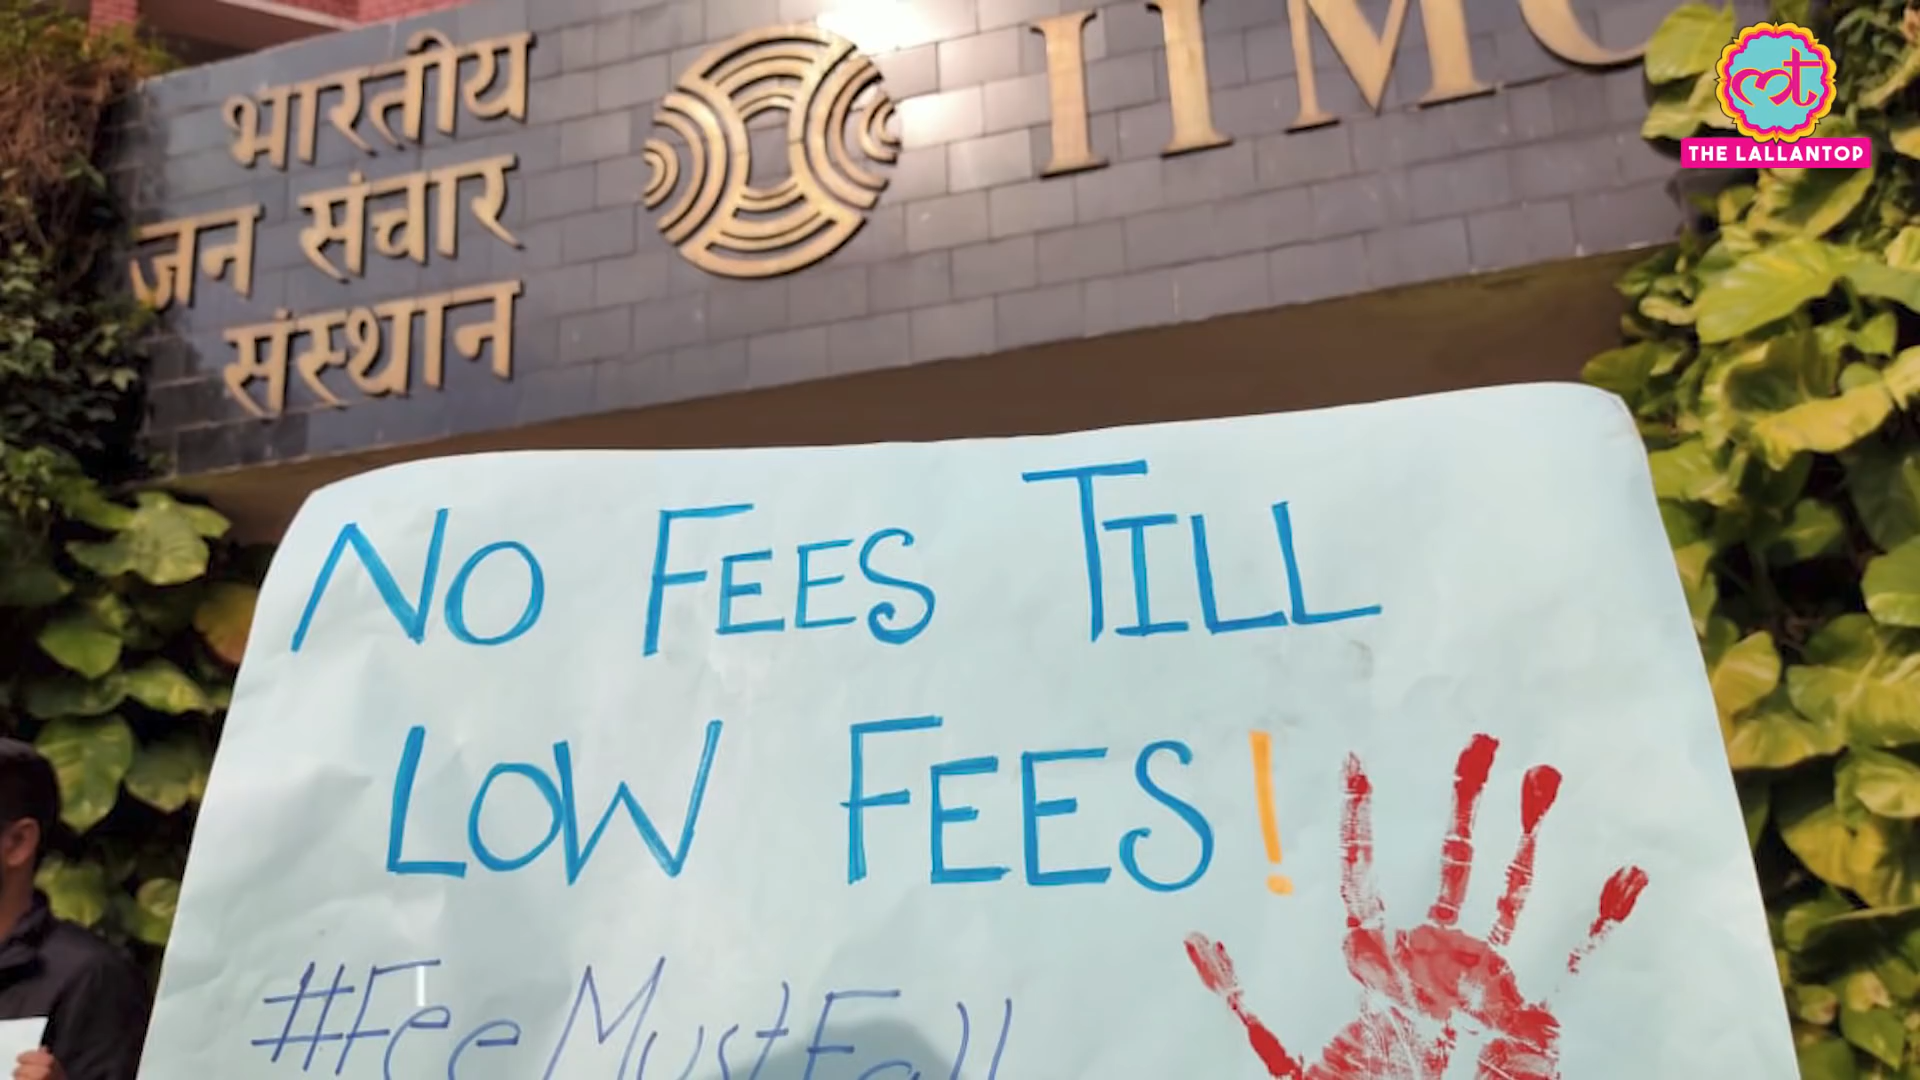 भारतीय
जन संचार
संस्थान
IIMC
लेट
THE LALLANTOP
NO FEES TILL
LOW FEES!
#FeeMustFall